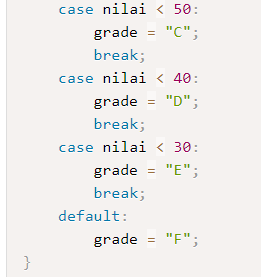 case nilai < 50:
grade = "C";
break;
case nilai < 40:
grade = "D";
break;
case nilai < 30:
grade = "E";
break;
default:
grade = "F";
}